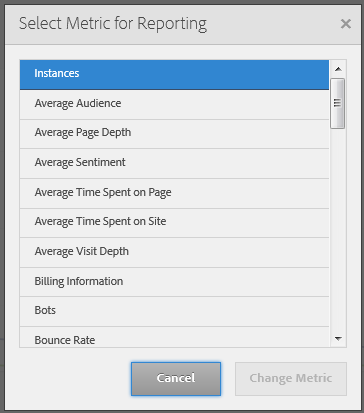 Select Metric for Reporting
Instances
Average Audience
Average Page Depth
Average Sentiment
Average Time Spent on Page
Average Time Spent on Site
Average Visit Depth
Billing Information
Bots
Bounce Rate
Cancel
Change Metric